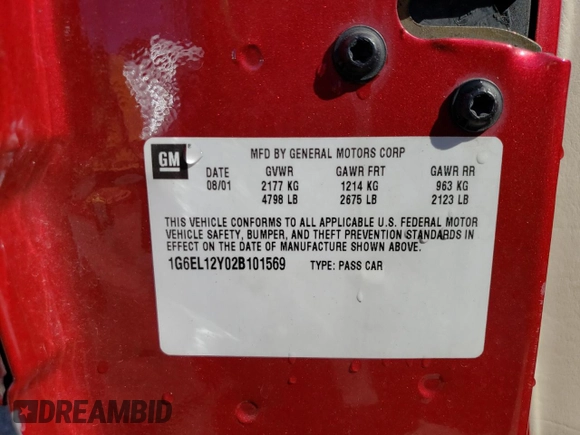 GM
MFD BY GENERAL MOTORS CORP
DATE GVWR GAWR FRT GAWR RR
08/01 2177 KG 1214 KG 963 KG
4798 LB 2675 LB 2123 LB
THIS VEHICLE CONFORMS TO ALL APPLICABLE U.S. FEDERAL MOTOR
VEHICLE SAFETY, BUMPER, AND THEFT PREVENTION STANDARDS IN
EFFECT ON THE DATE OF MANUFACTURE SHOWN ABOVE.
1G6EL12Y02B101569 TYPE: PASS CAR
DREAMBID